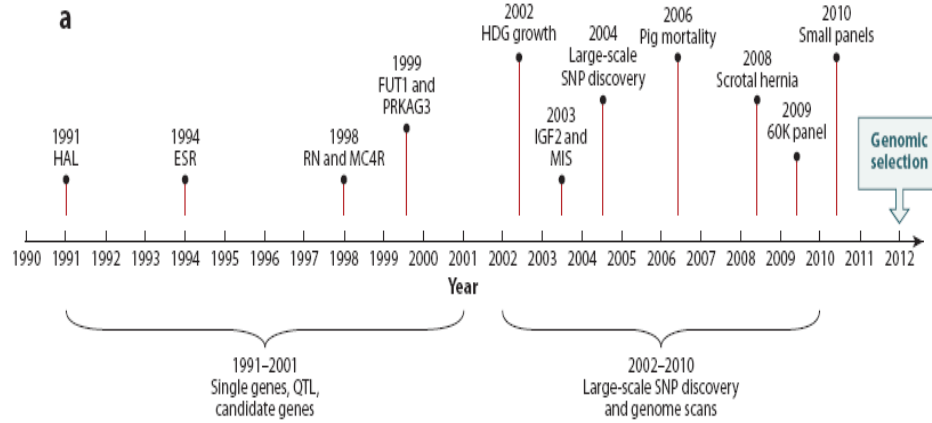 a
1991
HAL
1994
ESR
1998
RN and MC4R
1999
FUT1 and
PRKAG3
2002
HDG growth
2003
IGF2 and
MIS
2004
Large-scale
SNP discovery
2006
Pig mortality
2008
Scrotal hernia
2009
60K panel
2010
Small panels
Genomic
selection
1990 1991 1992 1993 1994 1995 1996 1997 1998 1999 2000 2001 2002 2003 2004 2005 2006 2007 2008 2009 2010 2011 2012
Year
1991–2001
Single genes, QTL,
candidate genes
2002–2010
Large-scale SNP discovery
and genome scans